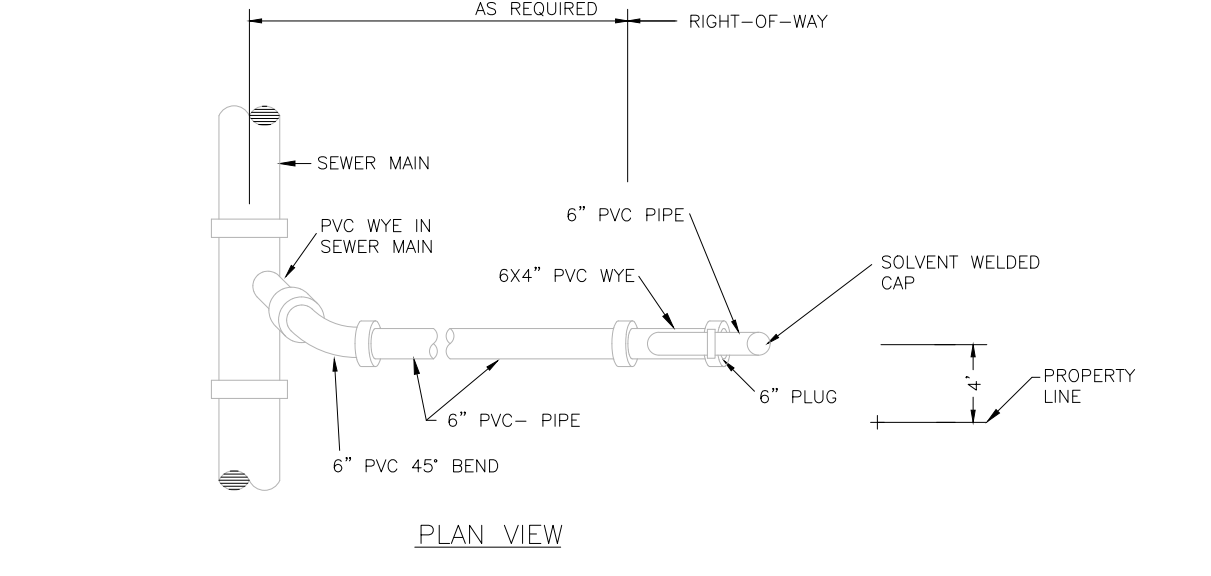 AS REQUIRED
RIGHT-OF-WAY
SEWER MAIN
PVC WYE IN
SEWER MAIN
6" PVC PIPE
6X4" PVC WYE
SOLVENT WELDED
CAP
4'
PROPERTY
LINE
6" PLUG
6" PVC- PIPE
6" PVC 45° BEND
PLAN VIEW